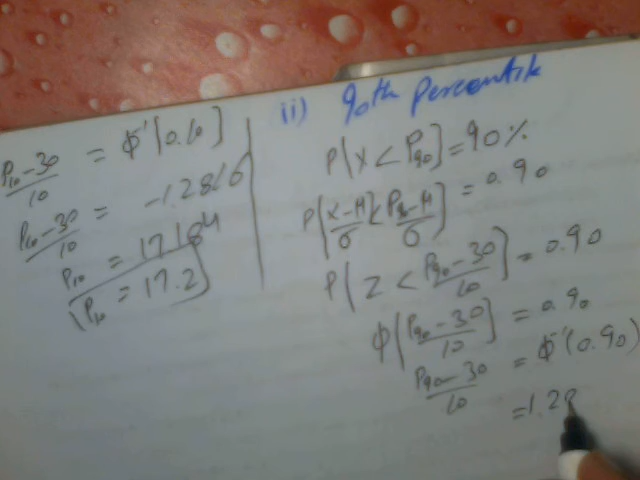 P₁₀-30/10 = Φ⁻¹(0.10)
P₁₀-30/10 = -1.2816
P₁₀ = 17.184
P₁₀ = 17.2
ii) 90th Percentile
P(X < P₉₀) = 90%
P(X-μ/σ < P₉₀-μ/σ) = 0.90
P(Z < P₉₀-30/10) = 0.90
Φ(P₉₀-30/10) = 0.90
P₉₀-30/10 = Φ⁻¹(0.90)
=1.28